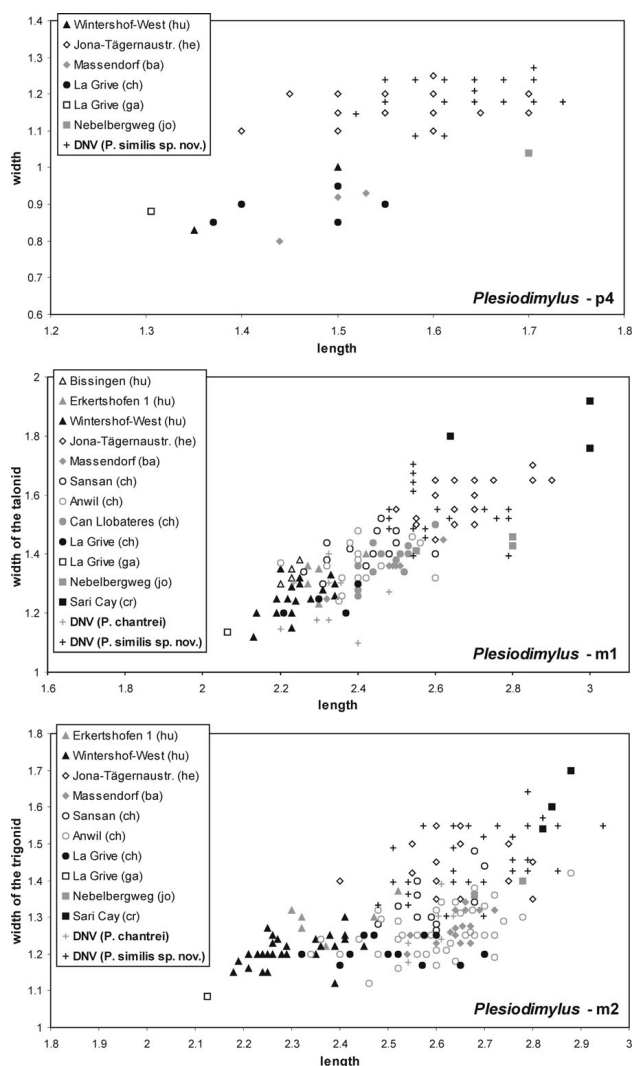 1.4
1.3
1.2
1.1
1
0.9
0.8
0.7
0.6
width
Wintershof-West (hu)
Jona-Tägernaustr. (he)
Massendorf (ba)
La Grive (ch)
La Grive (ga)
Nebelbergweg (jo)
DNV (P. similis sp. nov.)
Plesiodimylus - p4
1.2 1.3 1.4 1.5 1.6 1.7 1.8
length
2
1.8
1.6
1.4
1.2
1
width of the talonid
Bissingen (hu)
Erkertshofen 1 (hu)
Wintershof-West (hu)
Jona-Tägernaustr. (he)
Massendorf (ba)
Sansan (ch)
Anwil (ch)
Can Llobateres (ch)
La Grive (ch)
La Grive (ga)
Nebelbergweg (jo)
Sari Cay (cr)
DNV (P. chantrei)
DNV (P. similis sp. nov.)
Plesiodimylus - m1
1.6 1.8 2 2.2 2.4 2.6 2.8 3
length
1.8
1.7
1.6
1.5
1.4
1.3
1.2
1.1
1
width of the trigonid
Erkertshofen 1 (hu)
Wintershof-West (hu)
Jona-Tägernaustr. (he)
Massendorf (ba)
Sansan (ch)
Anwil (ch)
La Grive (ch)
La Grive (ga)
Nebelbergweg (jo)
Sari Cay (cr)
DNV (P. chantrei)
DNV (P. similis sp. nov.)
Plesiodimylus - m2
1.9 2 2.1 2.2 2.3 2.4 2.5 2.6 2.7 2.8 2.9 3
length